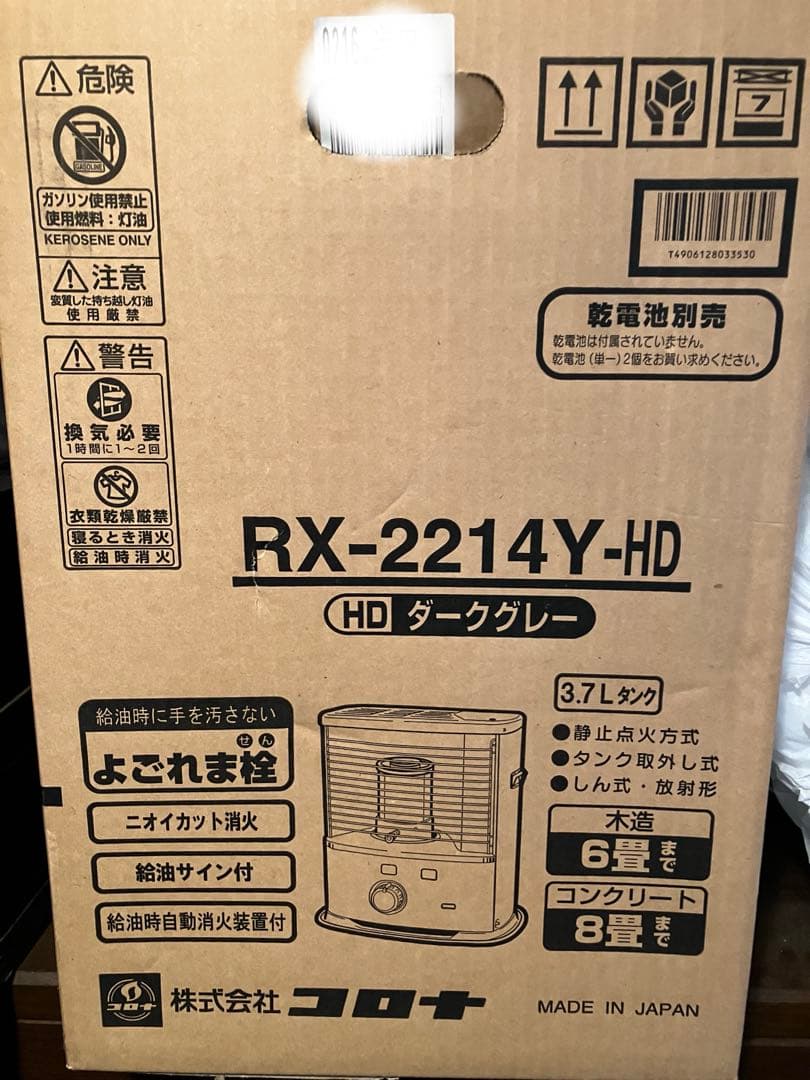 危険
GASOLINE
ガソリン使用禁止
使用燃料：灯油
KEROSENE ONLY
注意
変質した持ち越し灯油
使用厳禁
警告
換気必要
1時間に1～2回
衣類乾燥厳禁
寝るとき消火
給油時消火
7
T4906128033530
乾電池別売
乾電池は付属されていません。
乾電池(単一)2個をお買い求めください。
RX-2214Y-HD
HD ダークグレー
給油時に手を汚さない
せん
よごれま栓
ニオイカット消火
給油サイン付
給油時自動消火装置付
3.7Lタンク
●静止点火方式
●タンク取外し式
●しん式・放射形
木造
6畳まで
コンクリート
8畳まで
コロナ
株式会社 コロナ
MADE IN JAPAN